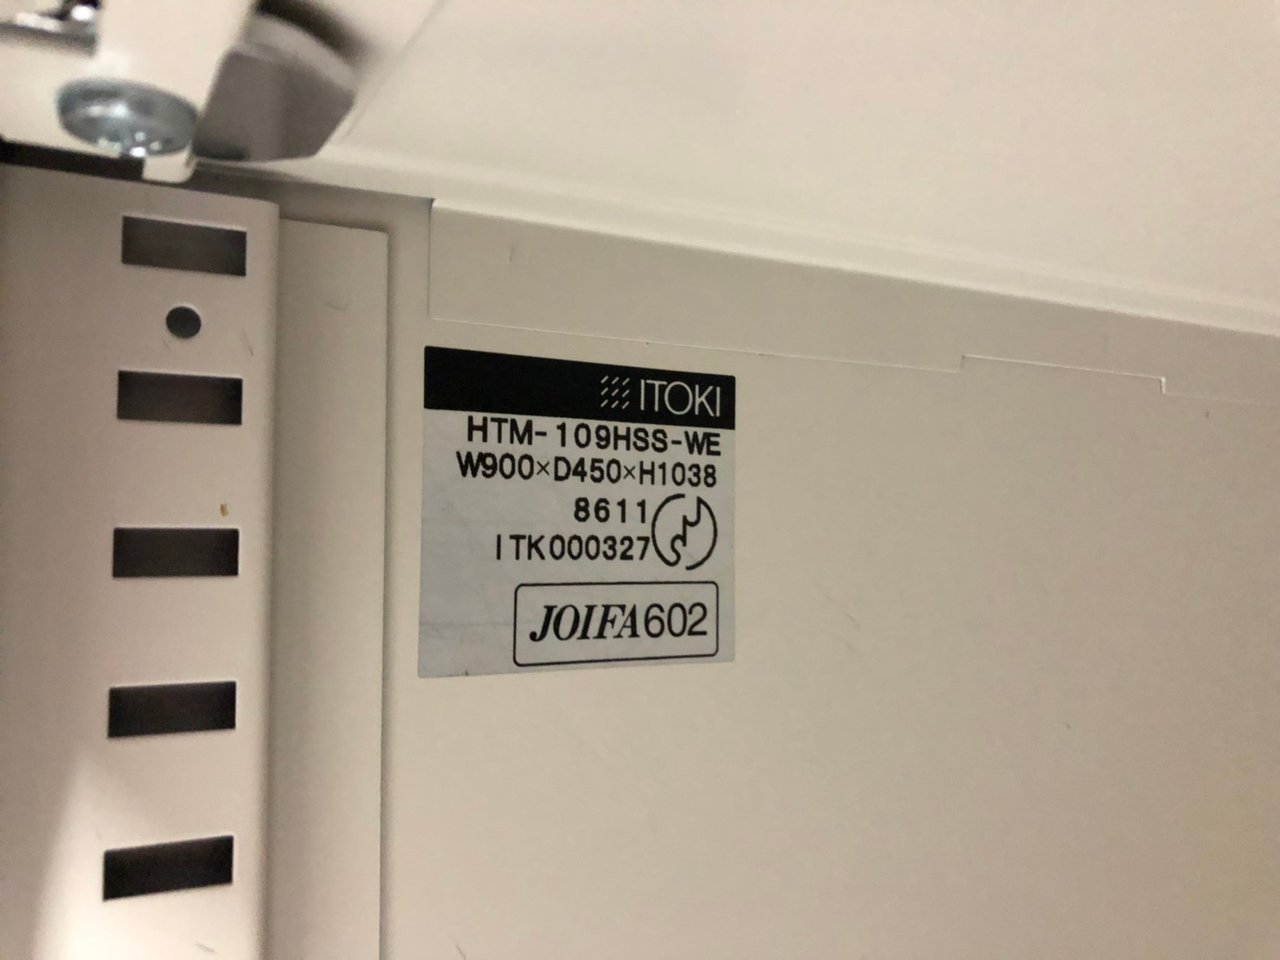 ITOKI
HTM-109HSS-WE
W900×D450×H1038
8611
ITK000327
JOIFA602